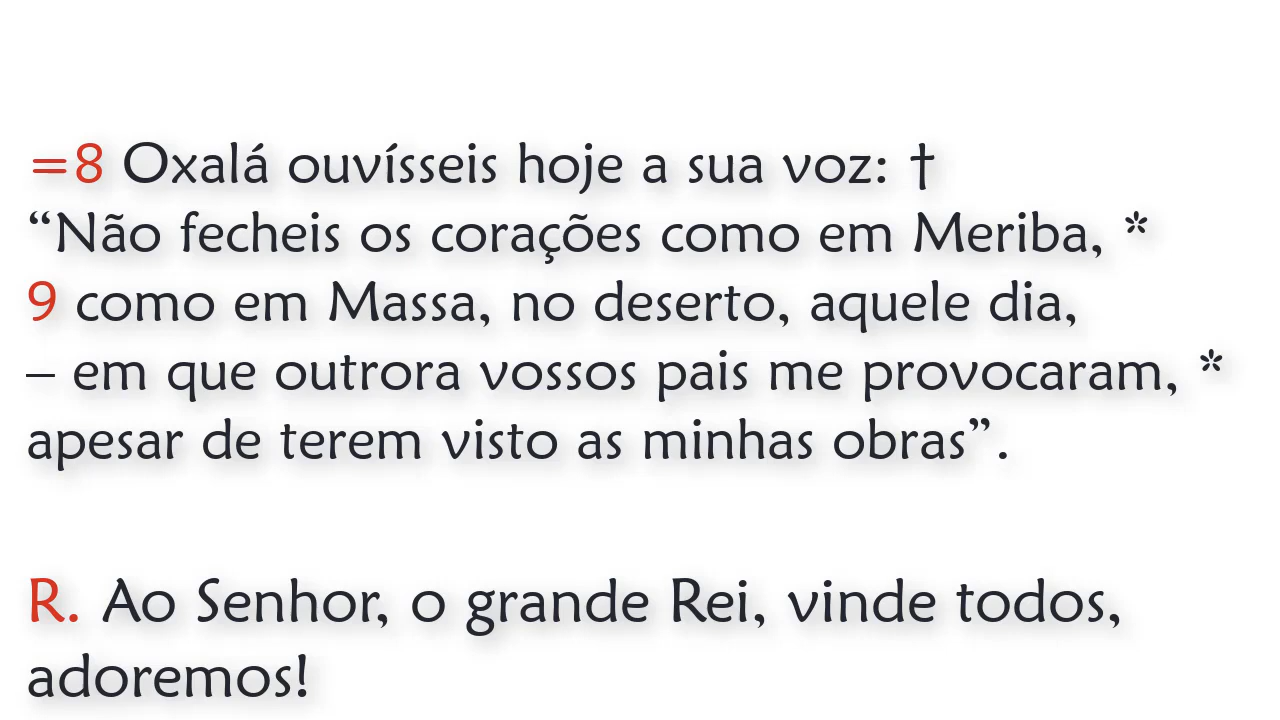 =8 Oxalá ouvísseis hoje a sua voz: †
“Não fecheis os corações como em Meriba, *
9 como em Massa, no deserto, aquele dia,
– em que outrora vossos pais me provocaram, *
apesar de terem visto as minhas obras”.
R. Ao Senhor, o grande Rei, vinde todos,
adoremos!